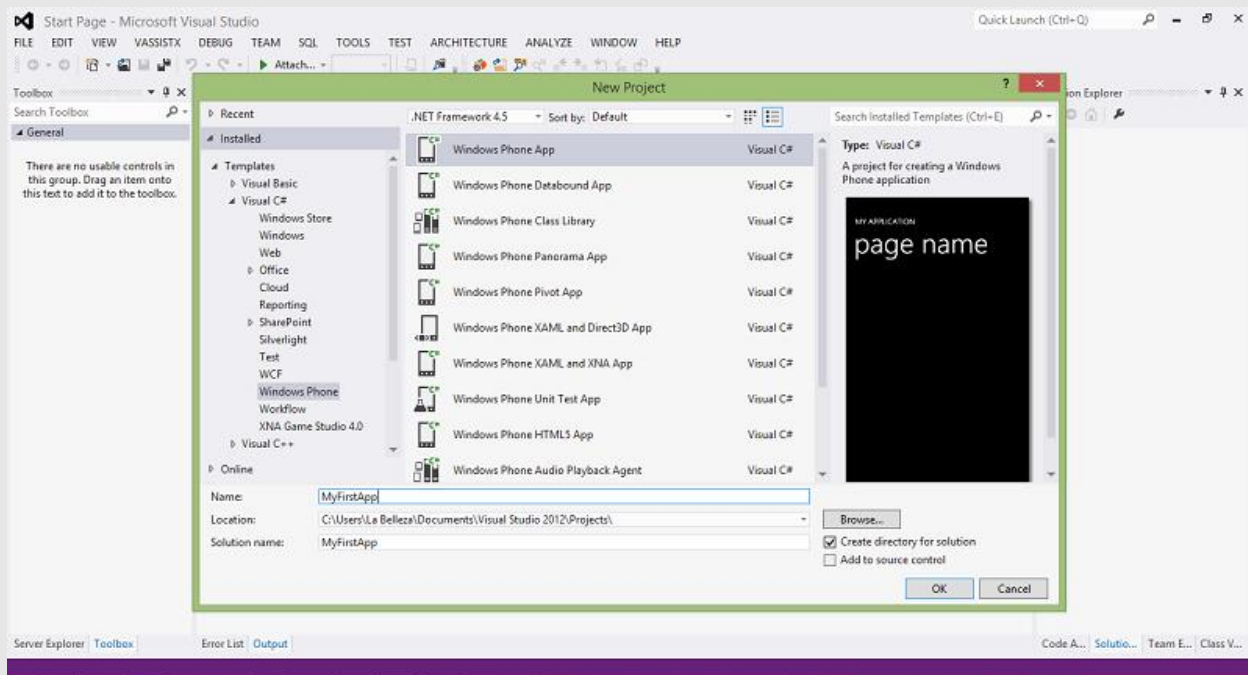 Start Page - Microsoft Visual Studio
Quick Launch (Ctrl+Q)
FILE EDIT VIEW VASSISTX DEBUG TEAM SQL TOOLS TEST ARCHITECTURE ANALYZE WINDOW HELP
Attach...
Toolbox
Search Toolbox
General
There are no usable controls in
this group. Drag an item onto
this text to add it to the toolbox.
New Project
?
ion Explorer
Recent
.NET Framework 4.5
Sort by: Default
Search Installed Templates (Ctrl+E)
Installed
Templates
Visual Basic
Visual C#
Windows Store
Windows
Web
Office
Cloud
Reporting
SharePoint
Silverlight
Test
WCF
Windows Phone
Workflow
XNA Game Studio 4.0
Visual C++
Online
Windows Phone App Visual C#
Windows Phone Databound App Visual C#
Windows Phone Class Library Visual C#
Windows Phone Panorama App Visual C#
Windows Phone Pivot App Visual C#
Windows Phone XAML and Direct3D App Visual C#
Windows Phone XAML and XNA App Visual C#
Windows Phone Unit Test App Visual C#
Windows Phone HTML5 App Visual C#
Windows Phone Audio Playback Agent Visual C#
Type: Visual C#
A project for creating a Windows
Phone application
MY APPLICATION
page name
Name: MyFirstApp
Location: C:\Users\La Belleza\Documents\Visual Studio 2012\Projects\
Browse...
Solution name: MyFirstApp
Create directory for solution
Add to source control
OK Cancel
Server Explorer Toolbox
Error List Output
Code A... Solutio... Team E... Class V...